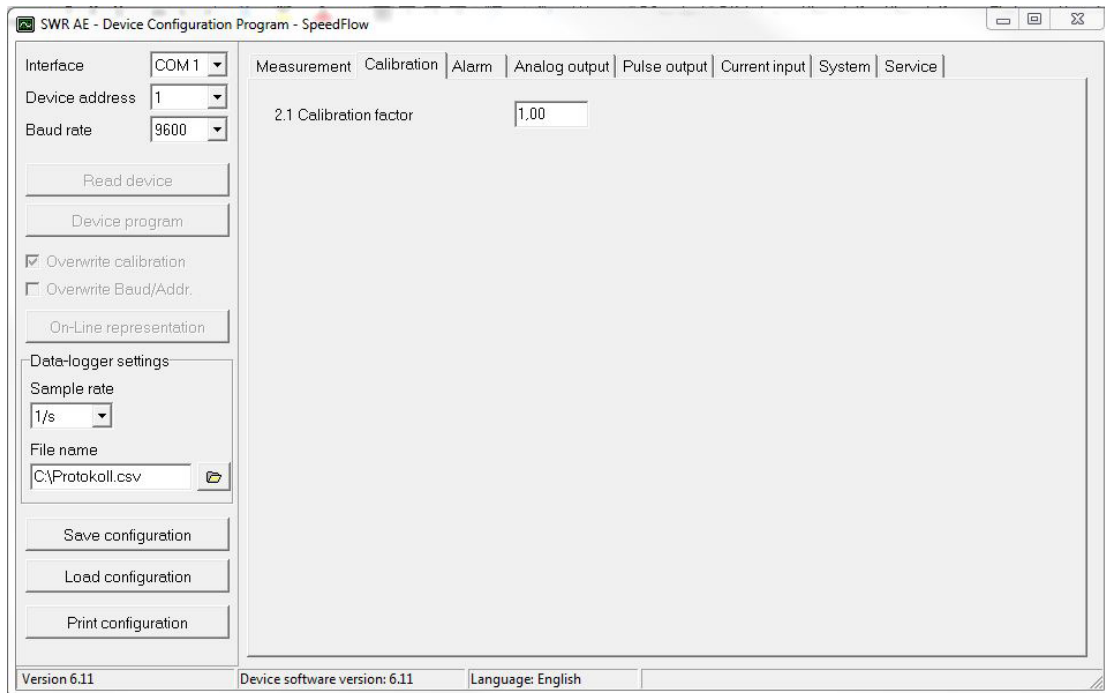 SWR AE - Device Configuration Program - SpeedFlow
Interface COM 1
Device address 1
Baud rate 9600
Read device
Device program
Overwrite calibration
Overwrite Baud/Addr.
On-Line representation
Data-logger settings
Sample rate
1/s
File name
C:\Protokoll.csv
Save configuration
Load configuration
Print configuration
Measurement Calibration Alarm Analog output Pulse output Current input System Service
2.1 Calibration factor 1,00
Version 6.11 Device software version: 6.11 Language: English